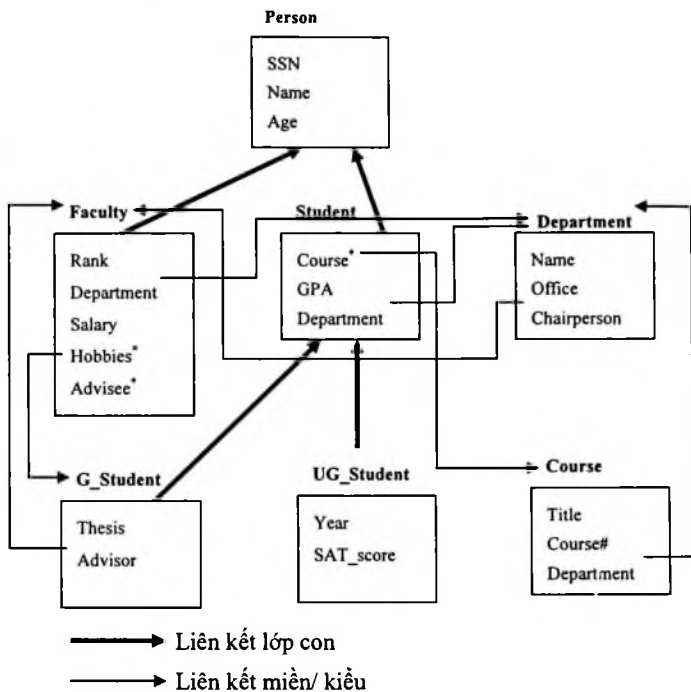 Person
SSN
Name
Age
Faculty
Student
Department
Rank
Department
Salary
Hobbies*
Advisee*
Course*
GPA
Department
Name
Office
Chairperson
G_Student
UG_Student
Course
Thesis
Advisor
Year
SAT_score
Title
Course#
Department
Liên kết lớp con
Liên kết miền/ kiểu